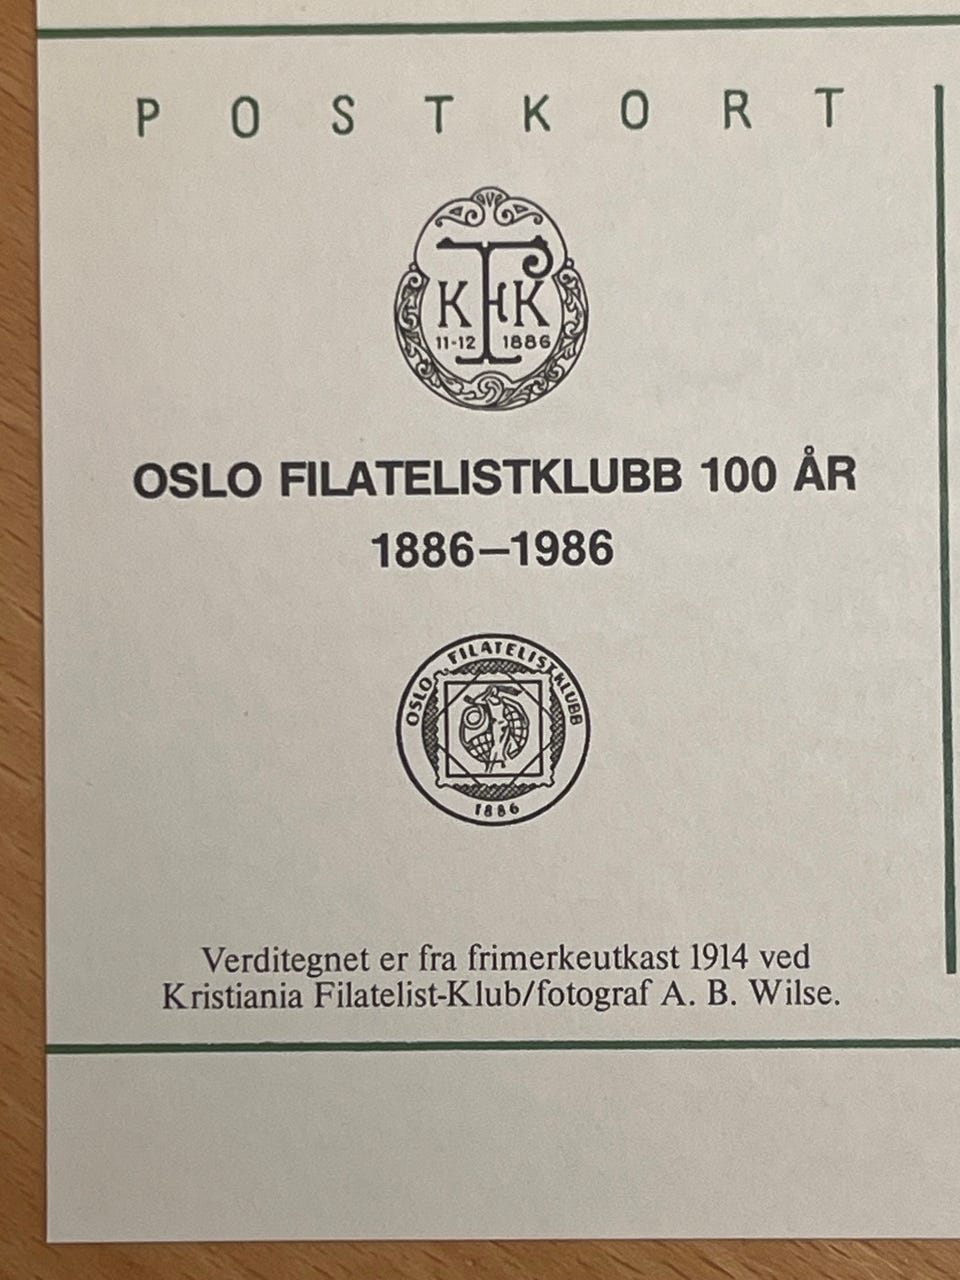 POSTKORT
KFK
11-12 1886
OSLO FILATELISTKLUBB 100 ÅR
1886–1986
OSLO FILATELISTKLUBB
1886
Verditegnet er fra frimerkeutkast 1914 ved
Kristiania Filatelist-Klub/fotograf A. B. Wilse.